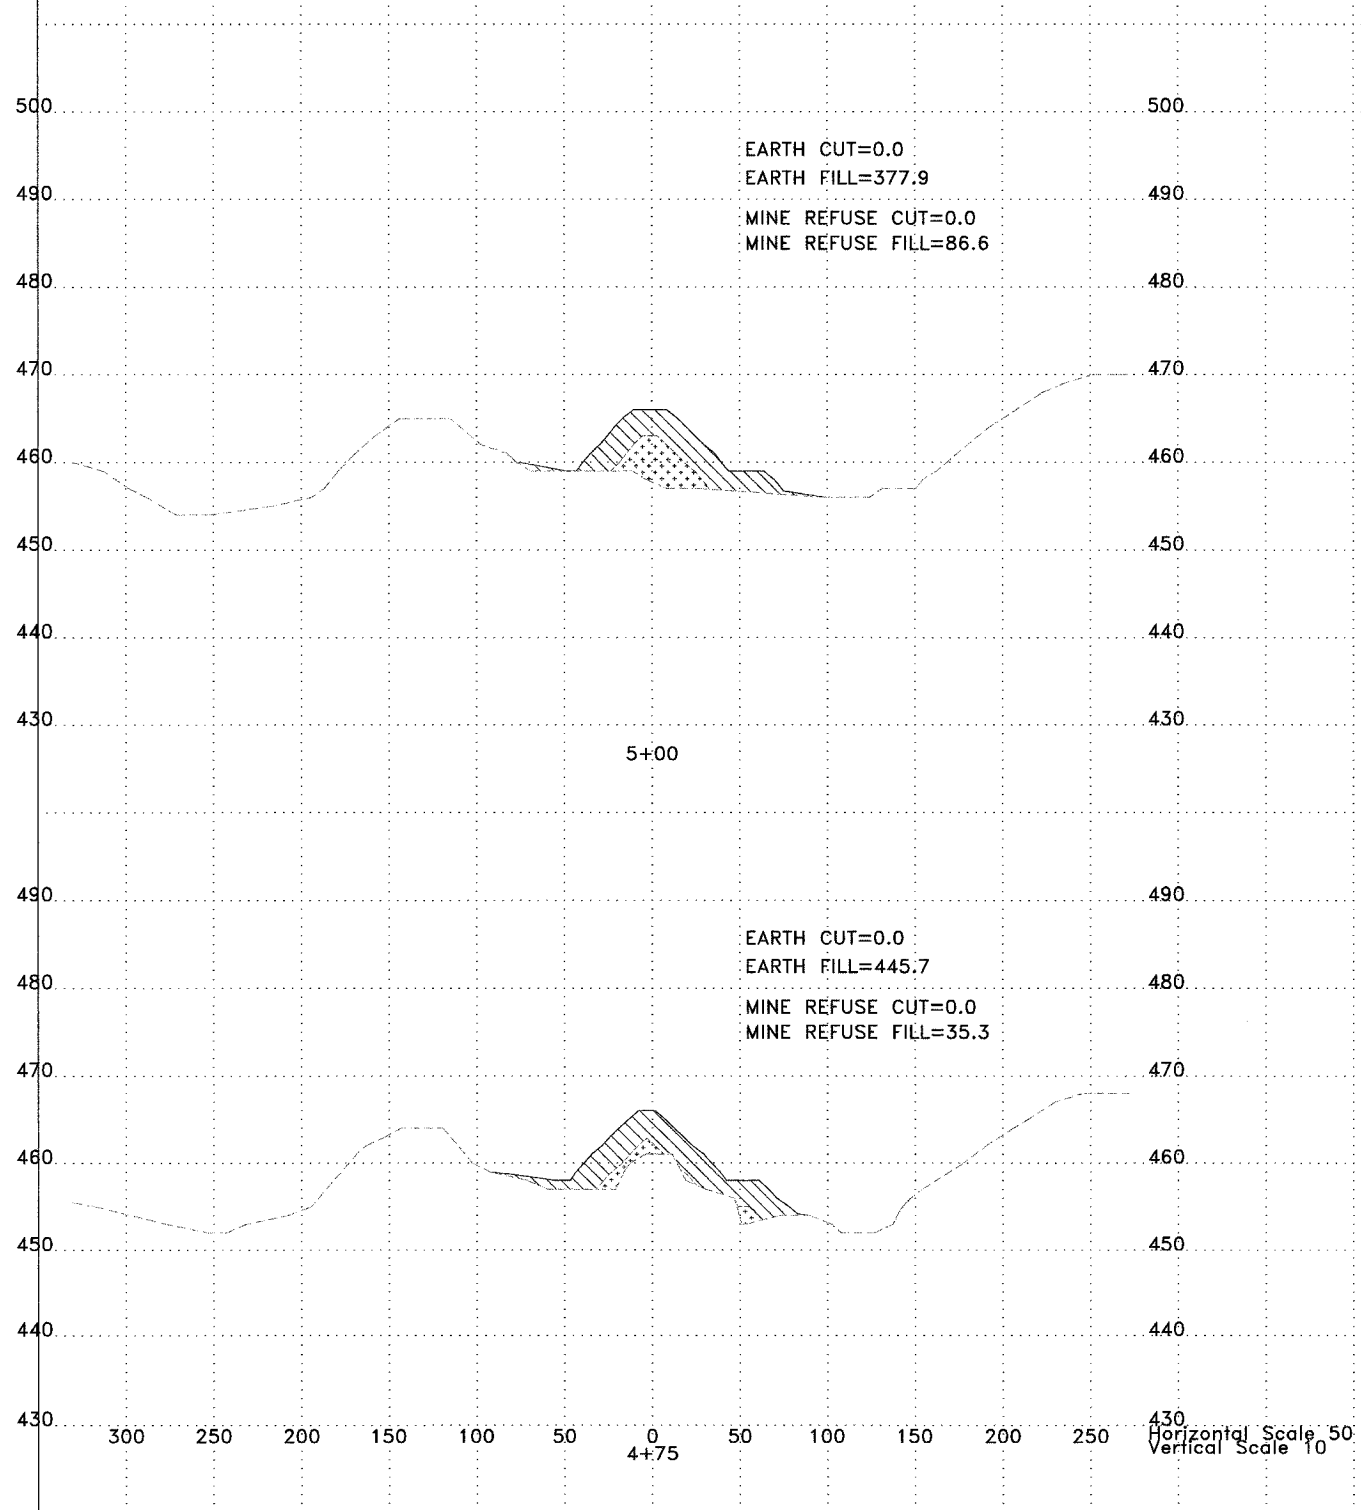 500 500
EARTH CUT=0.0
EARTH FILL=377.9
490 490
MINE REFUSE CUT=0.0
MINE REFUSE FILL=86.6
480 480
470 470
460 460
450 450
440 440
430 430
5+00
490 490
EARTH CUT=0.0
EARTH FILL=445.7
480 480
MINE REFUSE CUT=0.0
MINE REFUSE FILL=35.3
470 470
460 460
450 450
440 440
430 430
300 250 200 150 100 50 0 50 100 150 200 250 Horizontal Scale 50
4+75 Vertical Scale 10